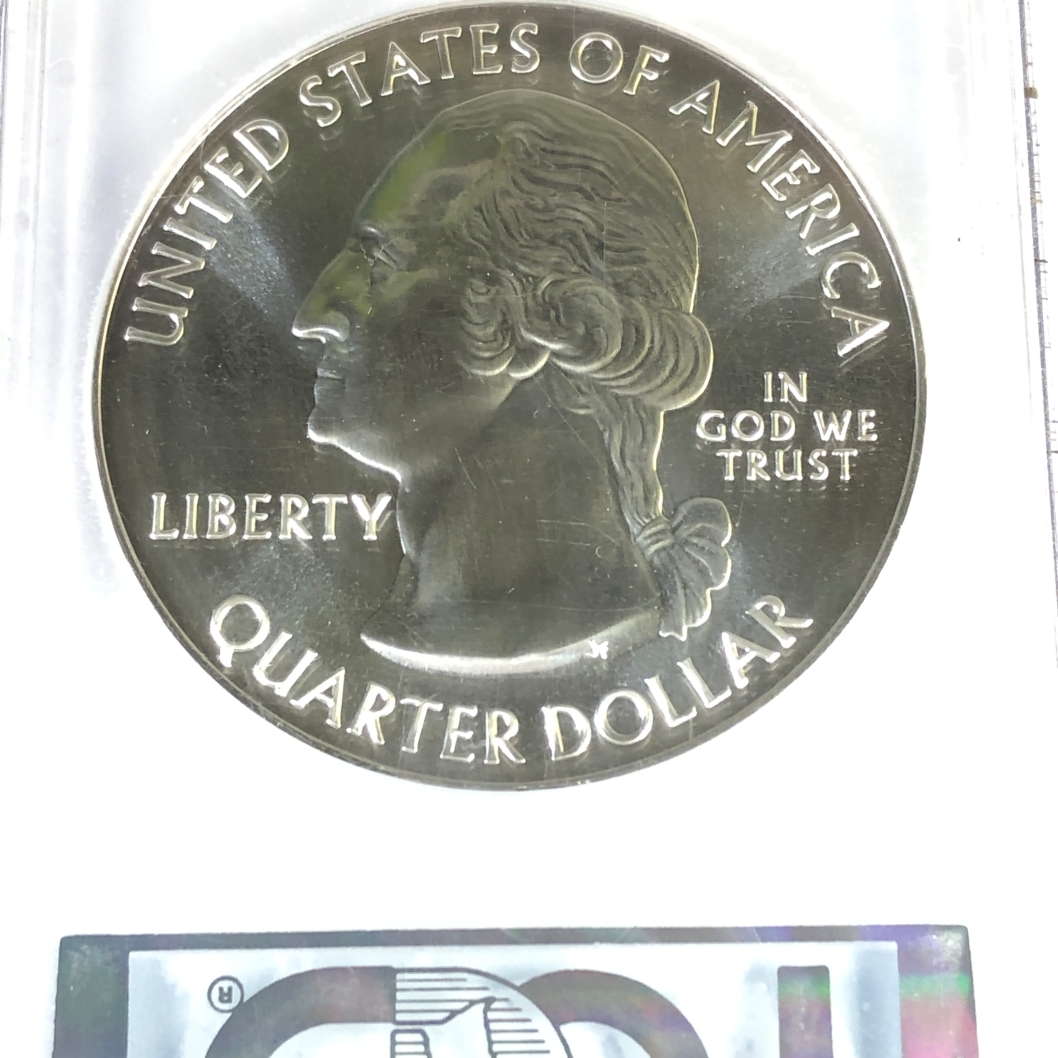 UNITED STATES OF AMERICA
IN
GOD WE
TRUST
LIBERTY
QUARTER DOLLAR
®